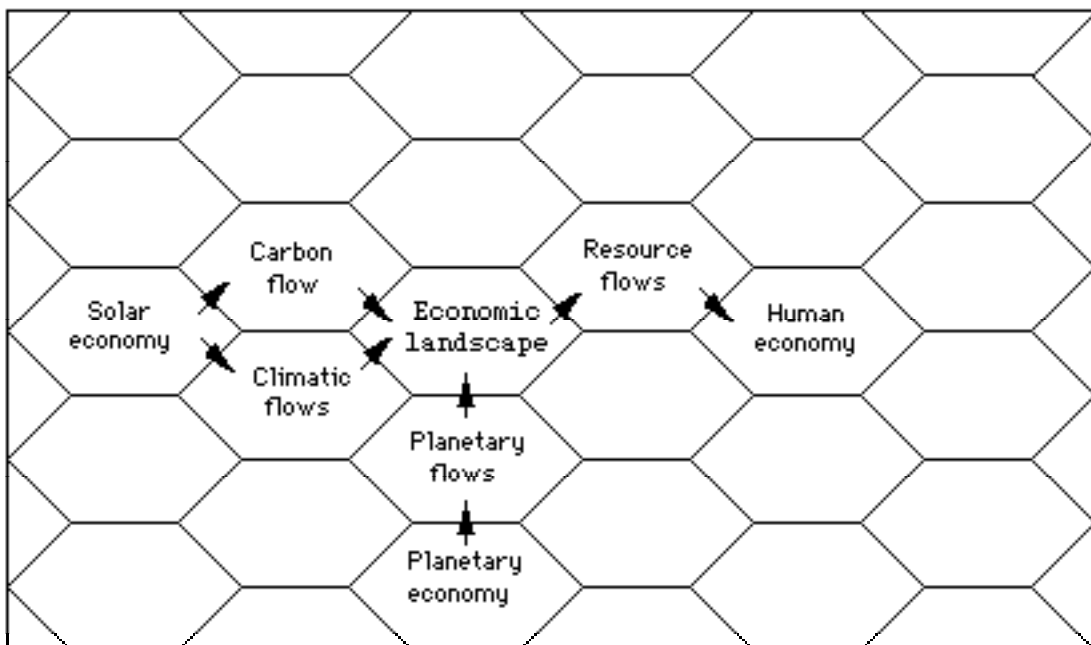 Solar
economy
Carbon
flow
Climatic
flows
Economic
landscape
Planetary
flows
Planetary
economy
Resource
flows
Human
economy